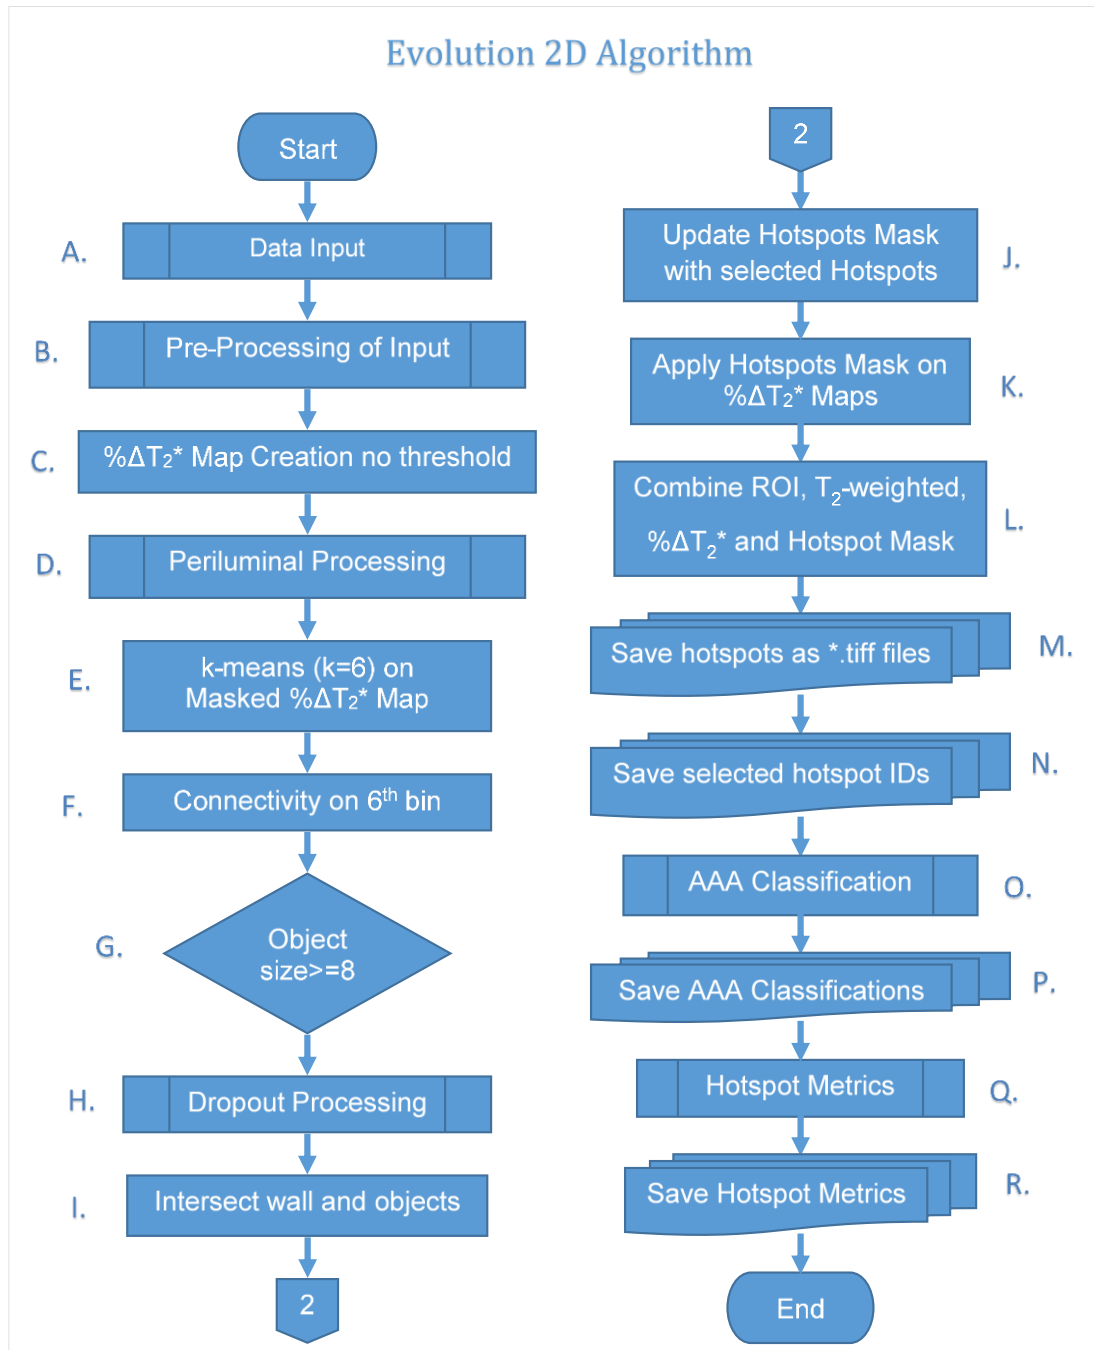 Evolution 2D Algorithm
Start
A.
Data Input
B.
Pre-Processing of Input
C.
%ΔT2* Map Creation no threshold
D.
Periluminal Processing
E.
k-means (k=6) on
Masked %ΔT2* Map
F.
Connectivity on 6th bin
G.
Object
size>=8
H.
Dropout Processing
I.
Intersect wall and objects
2
2
Update Hotspots Mask
with selected Hotspots
J.
Apply Hotspots Mask on
%ΔT2* Maps
K.
Combine ROI, T2-weighted,
%ΔT2* and Hotspot Mask
L.
Save hotspots as *.tiff files
M.
Save selected hotspot IDs
N.
AAA Classification
O.
Save AAA Classifications
P.
Hotspot Metrics
Q.
Save Hotspot Metrics
R.
End